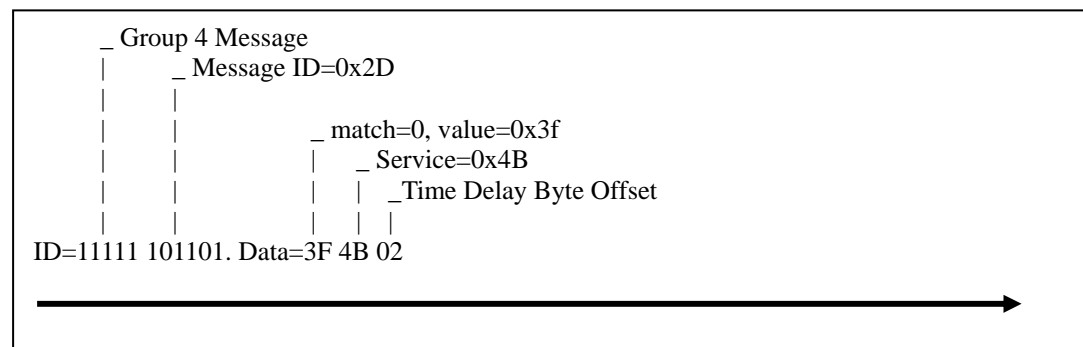 _ Group 4 Message
| _ Message ID=0x2D
| |
| |
| | _ match=0, value=0x3f
| | | _ Service=0x4B
| | | | _Time Delay Byte Offset
| | | | |
ID=11111 101101. Data=3F 4B 02